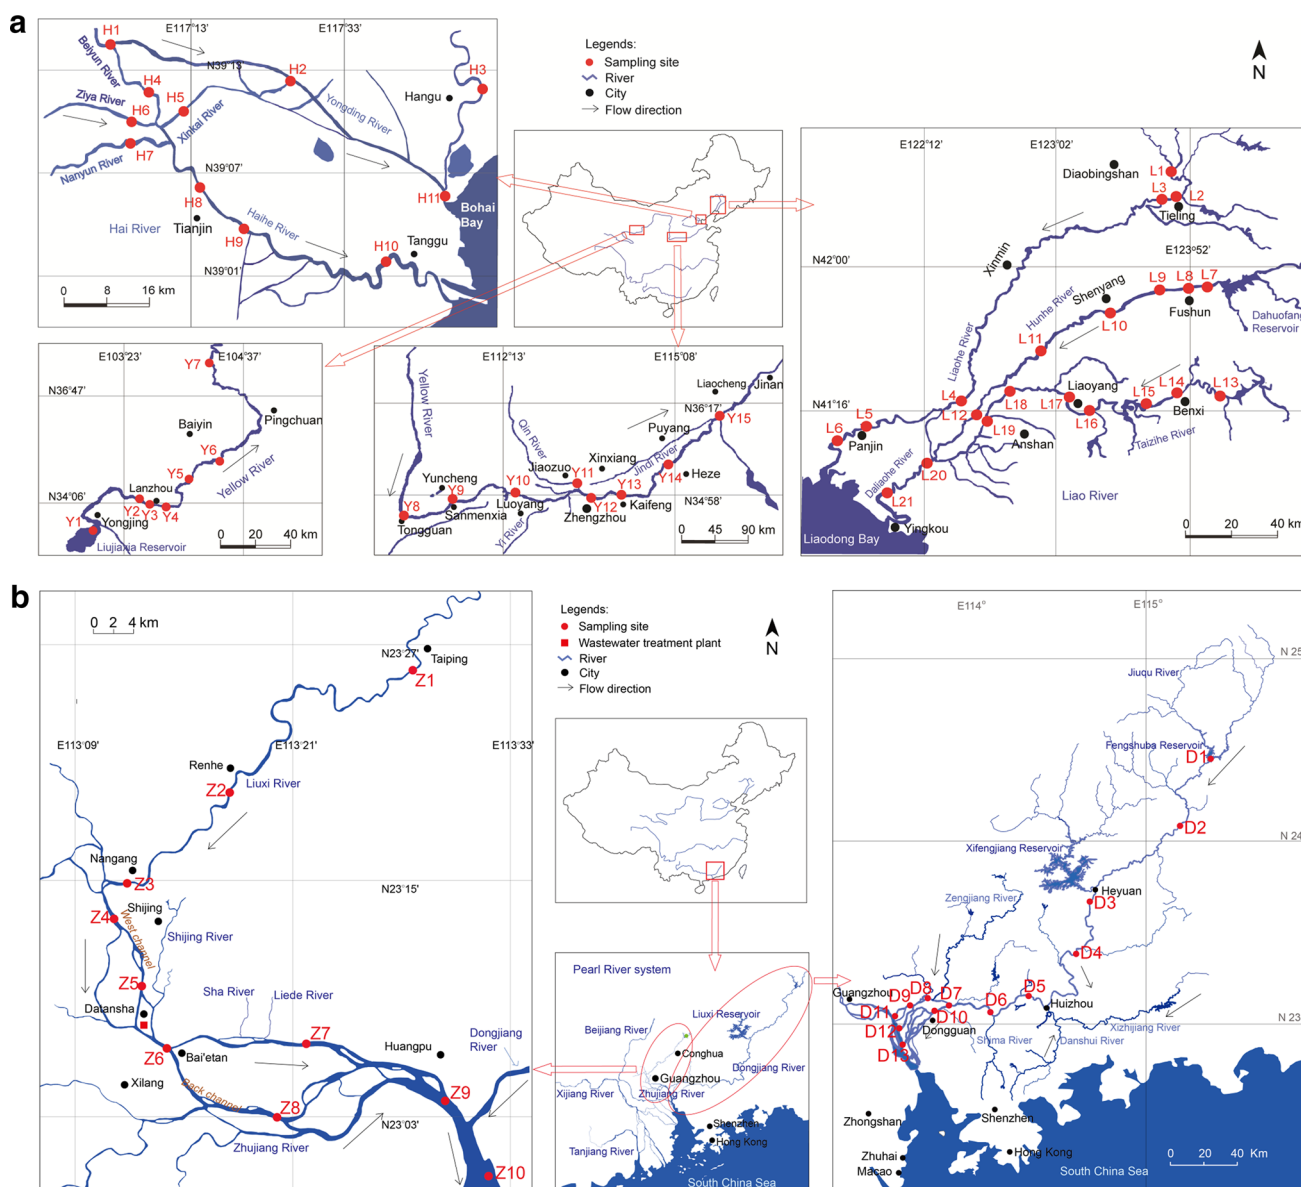 a
E117°13'
E117°33'
H1
Beiyun River
N39°13'
H2
H3
H4
Hangu
Ziya River
H5
H6
Xinkai River
Yongding River
H7
Nanyun River
N39°07'
H8
H11
Bohai
Bay
Haihe River
Hai River
Tianjin
H9
H10
Tanggu
N39°01'
0 8 16 km
Legends:
Sampling site
River
City
Flow direction
N
E122°12'
E123°02'
Diaobingshan
L1
L3
L2
Tieling
E123°52'
Xinmin
N42°00'
L9
L8
L7
Shenyang
Hunhe River
Fushun
L10
Dahuofang
Reservoir
L11
Liaohe River
Liaoyang
L15
L14
L13
L4
L18
L17
N41°16'
L12
L16
Benxi
L5
L6
L19
Panjin
Anshan
Taizihe River
Daliaohe River
L20
L21
Liao River
Yingkou
Liaodong Bay
0 20 40 km
E103°23'
E104°37'
Y7
N36°47'
Pingchuan
Baiyin
Y6
Y5
Yellow River
Lanzhou
N34°06'
Y2
Y3
Y4
Y1
Yongjing
Liujiaxia Reservoir
0 20 40 km
E112°13'
E115°08'
Yellow River
Liaocheng
Jinan
N36°17'
Y15
Qin River
Puyang
Xinxiang
Jindi River
Jiaozuo
Yuncheng
Y10
Y11
Y14
Heze
Y9
Y13
Y8
Luoyang
Y12
Kaifeng
N34°58'
Sanmenxia
Zhengzhou
Tongguan
Yi River
0 45 90 km
b
0 2 4 km
N23°27'
Taiping
Z1
E113°09'
E113°21'
E113°33'
Renhe
Z2
Liuxi River
Nangang
Z3
N23°15'
Shijing
Z4
West channel
Shijing River
Z5
Sha River
Liede River
Datansha
Z7
Dongjiang
River
Huangpu
Z6
Bai'etan
Xilang
Back channel
Z8
Z9
N23°03'
Zhujiang River
Z10
Legends:
Sampling site
Wastewater treatment plant
River
City
Flow direction
N
Pearl River system
Liuxi Reservoir
Beijiang River
Conghua
Dongjiang River
Guangzhou
Xijiang River
Zhujiang River
Shenzhen
Hong Kong
Tanjiang River
South China Sea
E114°
E115°
N 25
Jiuqu River
Fengshuba Reservoir
D1
D2
N 24
Xifengjiang Reservoir
Heyuan
Zengjiang River
D3
D4
Guangzhou
D9
D8
D7
D5
D6
Huizhou
D11
D10
N 23
D12
Dongguan
Xizhijiang River
D13
Shima River
Danshui River
Zhongshan
Shenzhen
Zhuhai
Hong Kong
Macao
South China Sea
0 20 40 Km